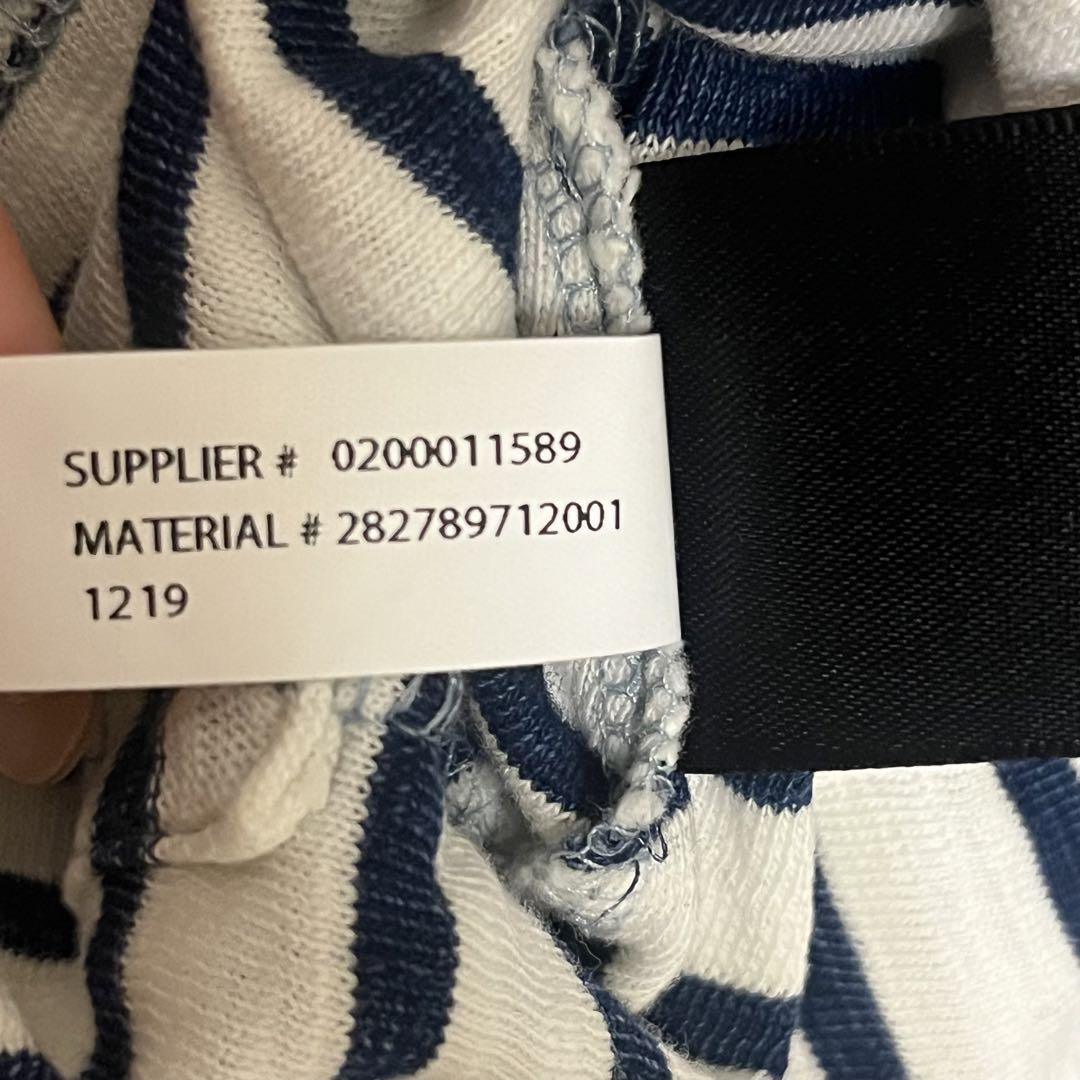 SUPPLIER # 0200011589
MATERIAL # 282789712001
1219